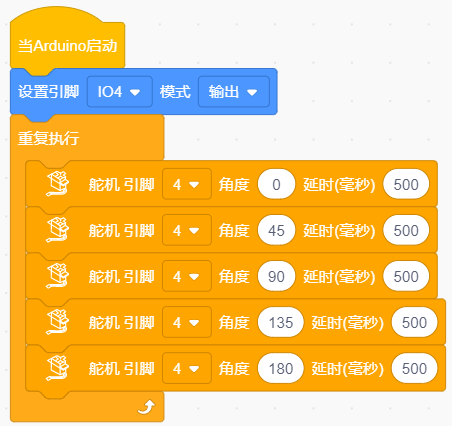 当Arduino启动
设置引脚 IO4 模式 输出
重复执行
舵机 引脚 4 角度 0 延时(毫秒) 500
舵机 引脚 4 角度 45 延时(毫秒) 500
舵机 引脚 4 角度 90 延时(毫秒) 500
舵机 引脚 4 角度 135 延时(毫秒) 500
舵机 引脚 4 角度 180 延时(毫秒) 500